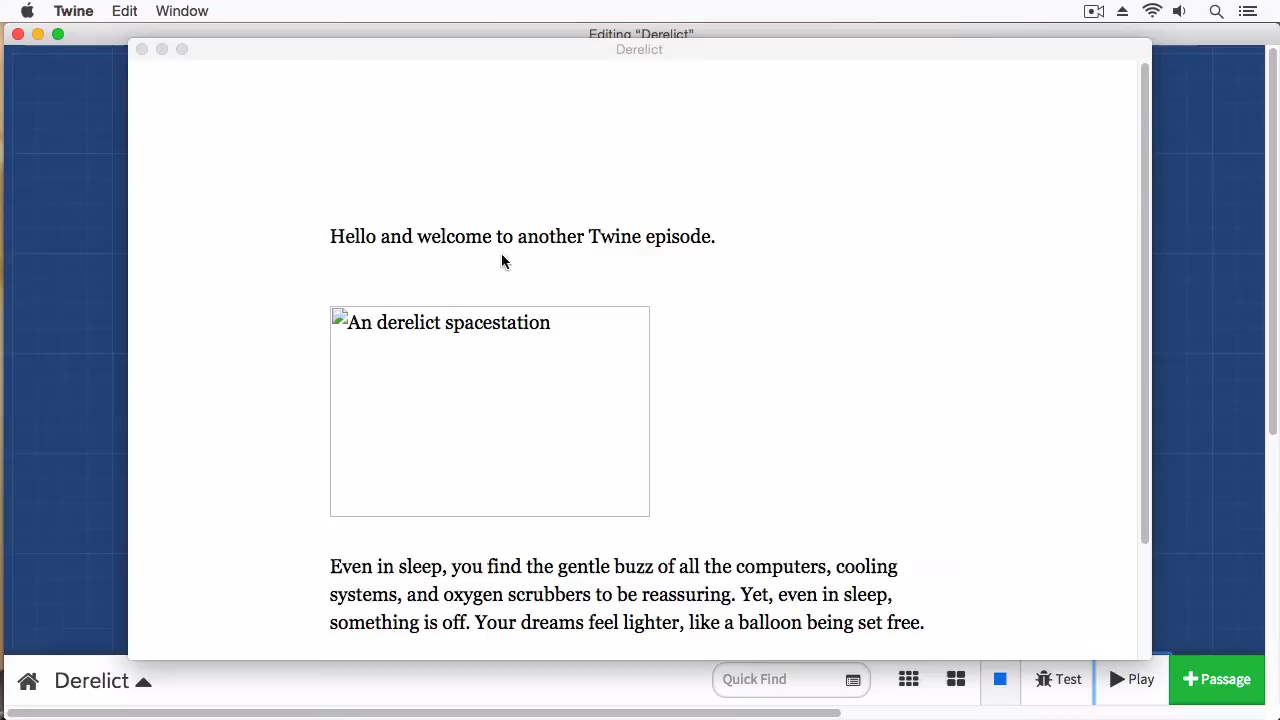 Twine Edit Window
Editing “Derelict”
Derelict
Hello and welcome to another Twine episode.
An derelict spacestation
Even in sleep, you find the gentle buzz of all the computers, cooling
systems, and oxygen scrubbers to be reassuring. Yet, even in sleep,
something is off. Your dreams feel lighter, like a balloon being set free.
Derelict Quick Find Test Play +Passage